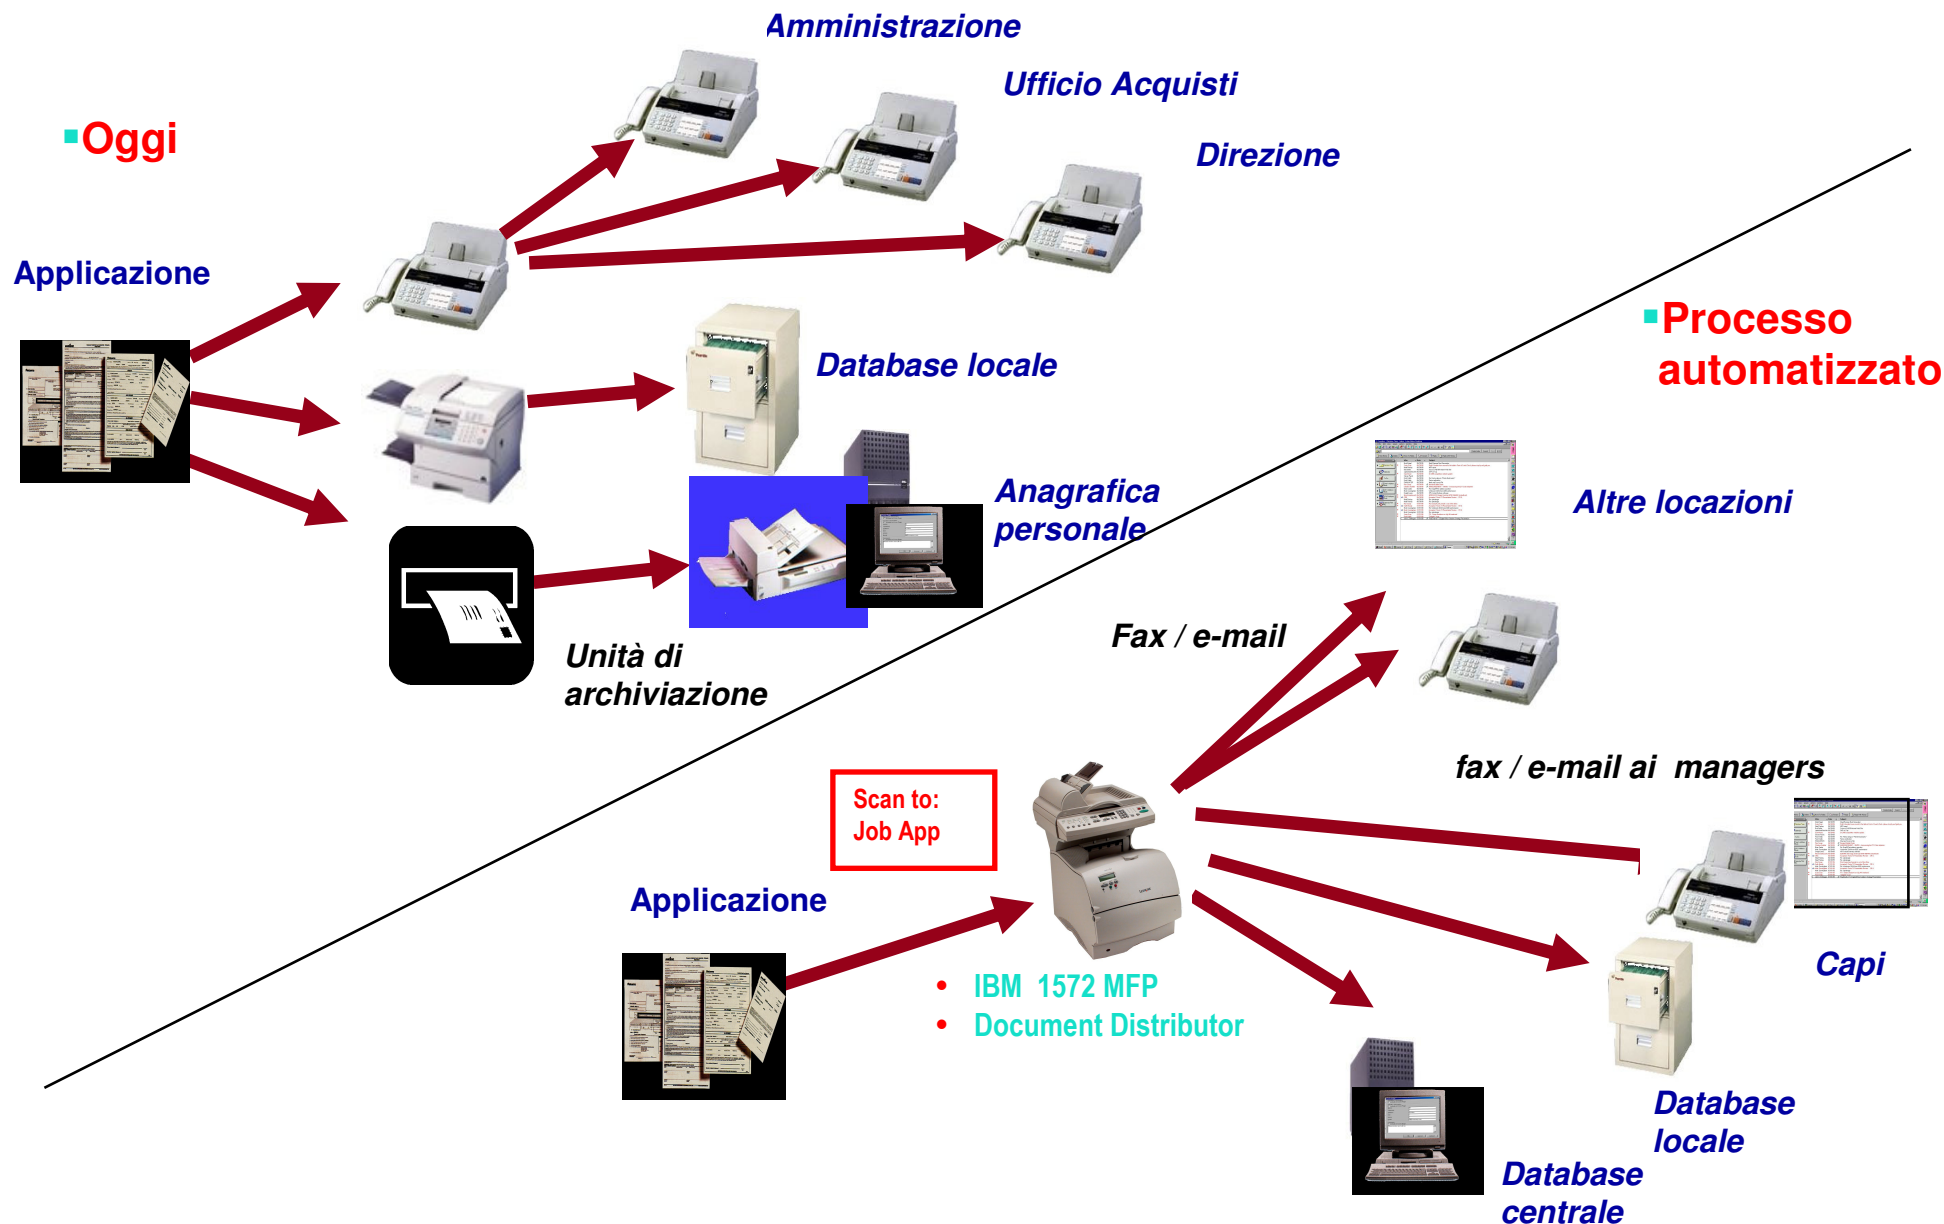 Amministrazione
Ufficio Acquisti
▪Oggi
Direzione
Applicazione
Database locale
Anagrafica
personale
Unità di
archiviazione
▪Processo
automatizzato
Altre locazioni
Fax / e-mail
fax / e-mail ai managers
Scan to:
Job App
Applicazione
• IBM 1572 MFP
• Document Distributor
Capi
Database
locale
Database
centrale